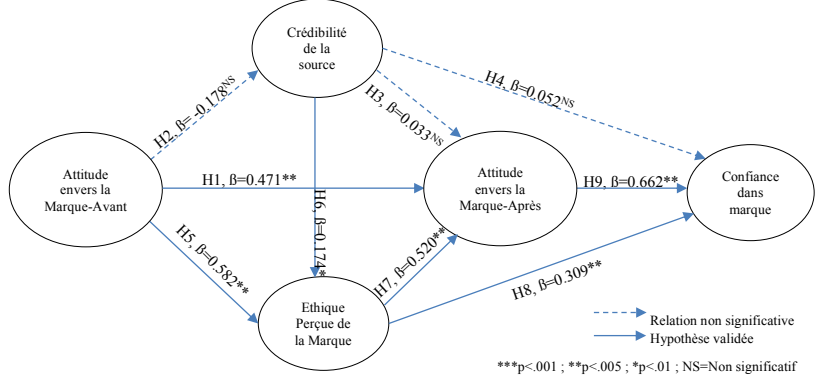 Crédibilité
de la
source
H2, ß= -0.178NS
H3, ß=0.033NS
H4, ß=0.052NS
Attitude
envers la
Marque-Avant
H1, ß=0.471**
H6, ß=0.174*
Attitude
envers la
Marque-Après
H9, ß=0.662**
Confiance
dans
marque
H5, ß=0.582**
H7, ß=0.520**
H8, ß=0.309**
Ethique
Perçue de
la Marque
Relation non significative
Hypothèse validée
***p<.001 ; **p<.005 ; *p<.01 ; NS=Non significatif